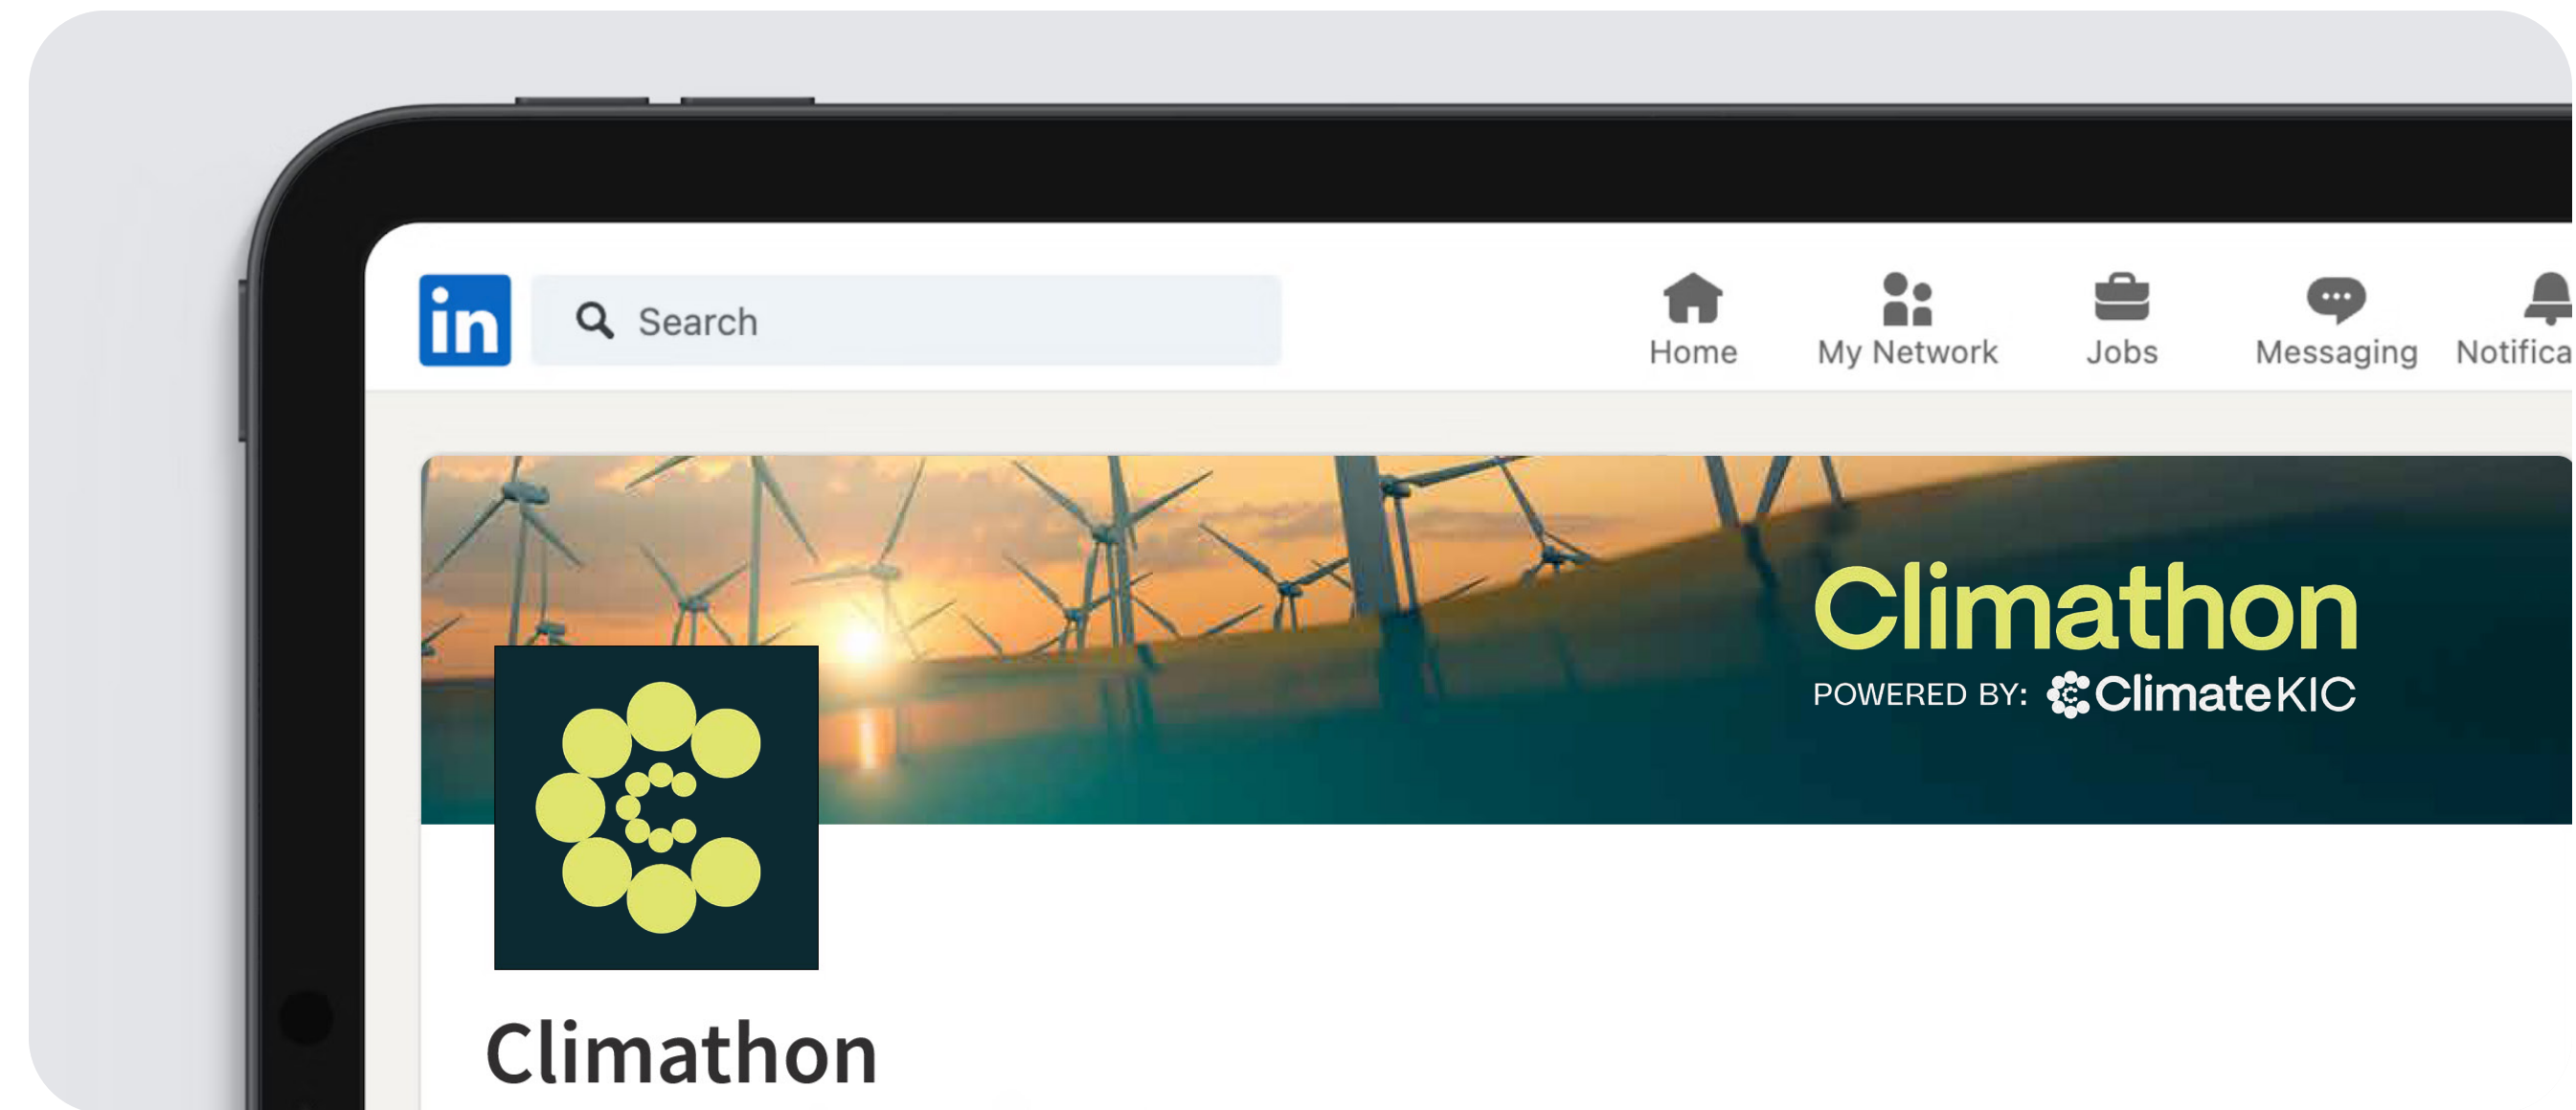 in Search
Home My Network Jobs Messaging Notifica
Climathon
POWERED BY: ClimateKIC
Climathon